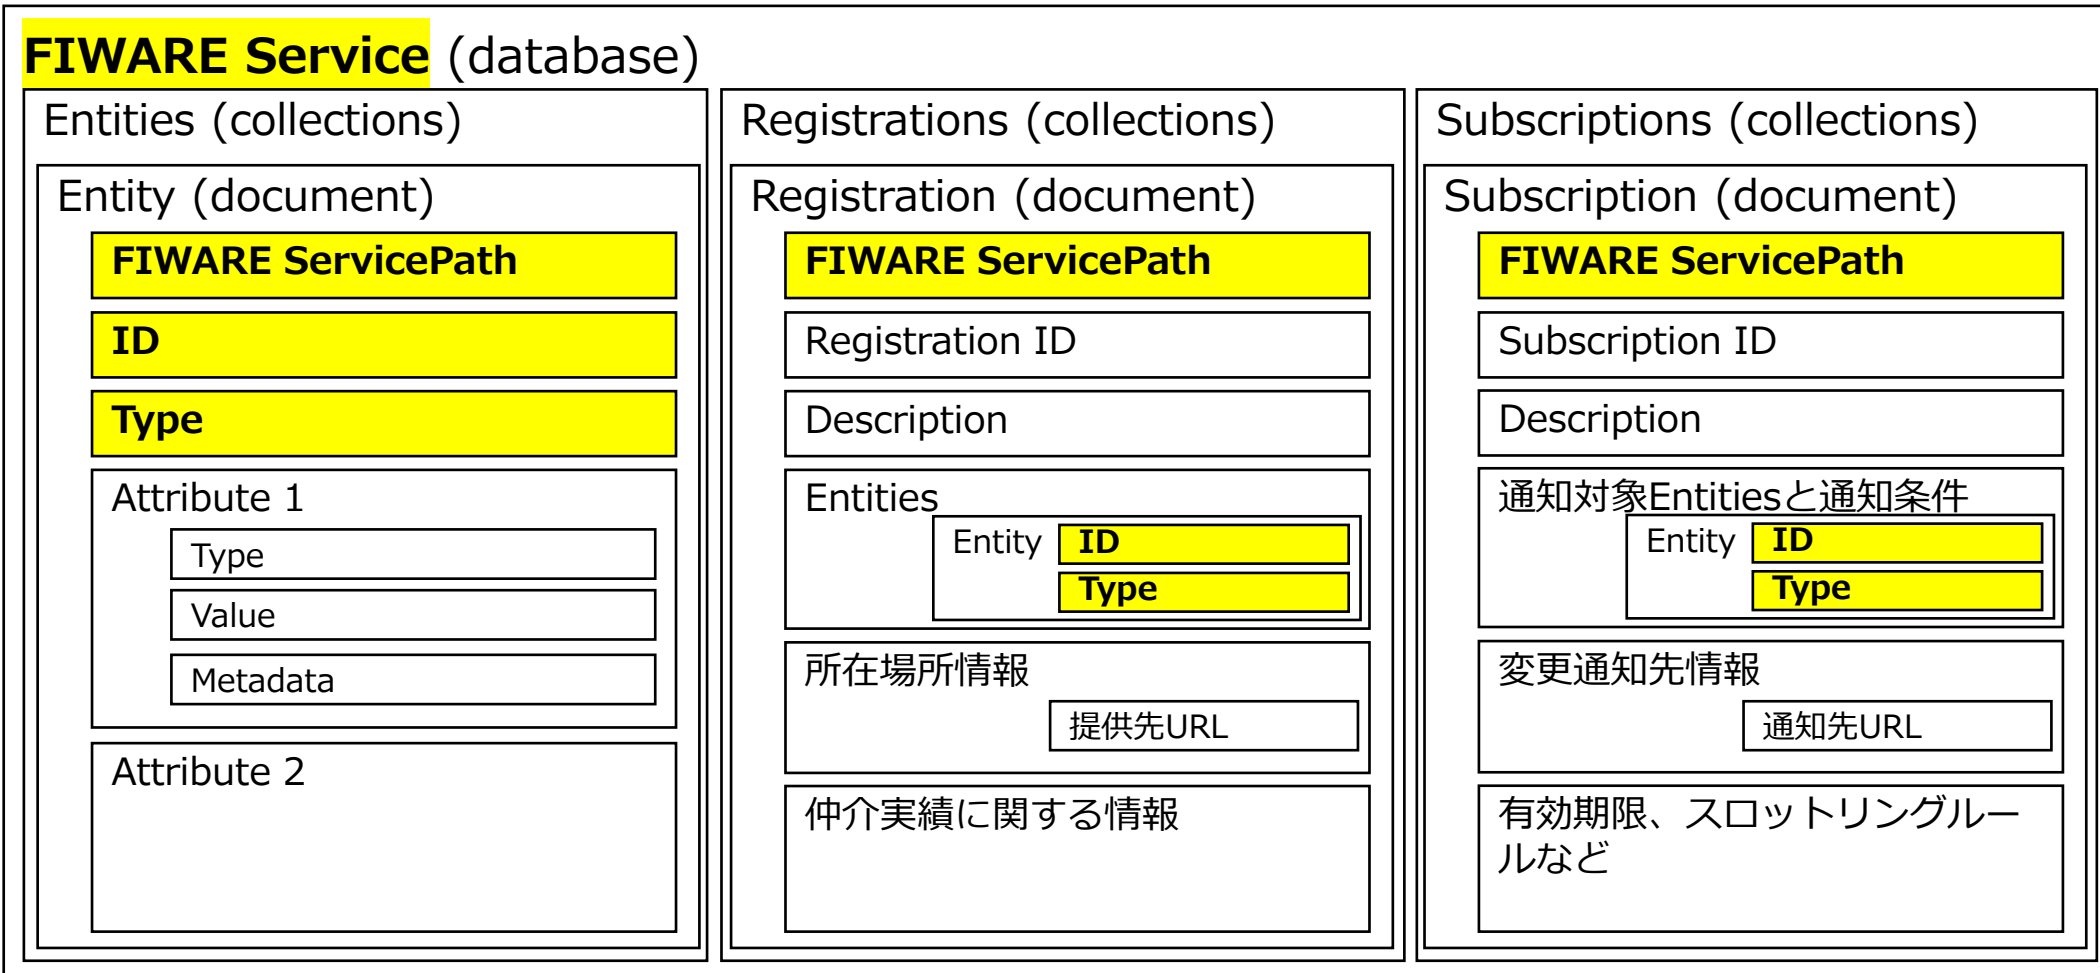 FIWARE Service (database)
Entities (collections)
Entity (document)
FIWARE ServicePath
ID
Type
Attribute 1
Type
Value
Metadata
Attribute 2
Registrations (collections)
Registration (document)
FIWARE ServicePath
Registration ID
Description
Entities
Entity ID
Type
所在場所情報
提供先URL
仲介実績に関する情報
Subscriptions (collections)
Subscription (document)
FIWARE ServicePath
Subscription ID
Description
通知対象Entitiesと通知条件
Entity ID
Type
変更通知先情報
通知先URL
有効期限、スロットリングルー
ルなど